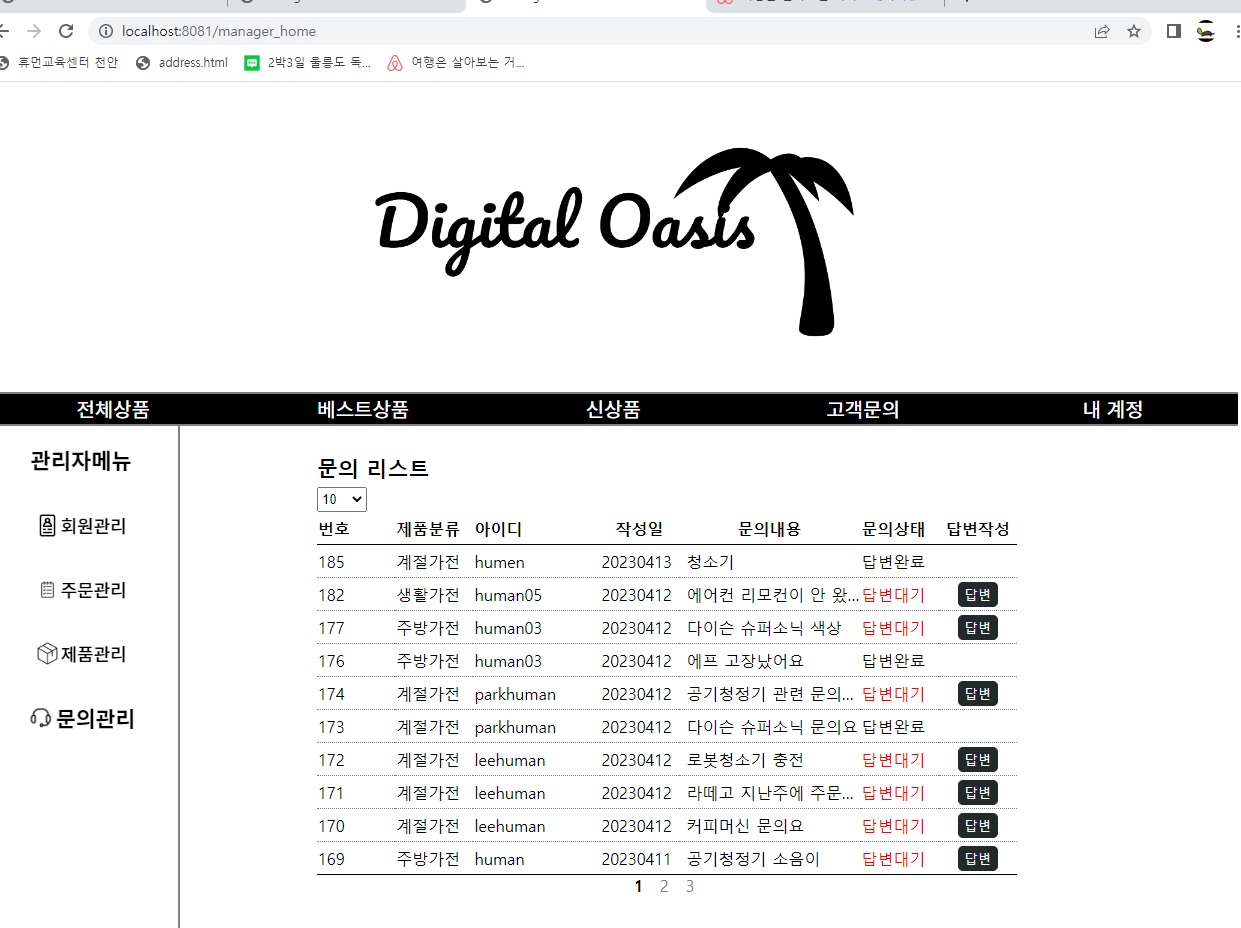 localhost:8081/manager_home
휴먼교육센터 천안 address.html 2박3일 울릉도 독... 여행은 살아보는 거...
Digital Oasis
전체상품 베스트상품 신상품 고객문의 내 계정
관리자메뉴
회원관리
주문관리
제품관리
문의관리
문의 리스트
10
번호 제품분류 아이디 작성일 문의내용 문의상태 답변작성
185 계절가전 humen 20230413 청소기 답변완료
182 생활가전 human05 20230412 에어컨 리모컨이 안 왔... 답변대기 답변
177 주방가전 human03 20230412 다이슨 슈퍼소닉 색상 답변대기 답변
176 주방가전 human03 20230412 에프 고장났어요 답변완료
174 계절가전 parkhuman 20230412 공기청정기 관련 문의... 답변대기 답변
173 계절가전 parkhuman 20230412 다이슨 슈퍼소닉 문의요 답변완료
172 계절가전 leehuman 20230412 로봇청소기 충전 답변대기 답변
171 계절가전 leehuman 20230412 라떼고 지난주에 주문... 답변대기 답변
170 계절가전 leehuman 20230412 커피머신 문의요 답변대기 답변
169 주방가전 human 20230411 공기청정기 소음이 답변대기 답변
1 2 3